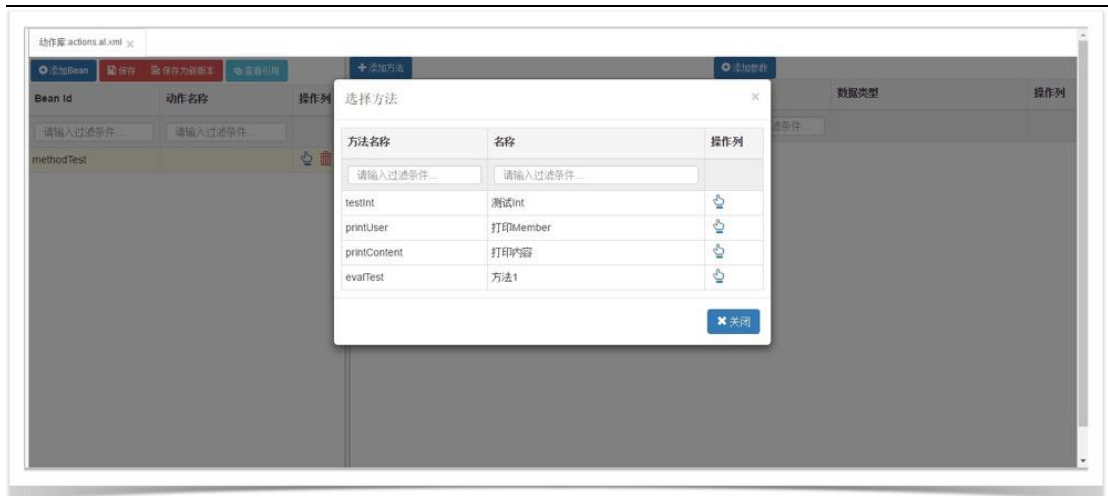 动作库:actions.al.xml ×
添加Bean 保存 保存为新版本 查看引用 添加方法 添加参数
Bean Id 动作名称 操作列 数据类型 操作列
请输入过滤条件... 请输入过滤条件... 滤条件...
methodTest
选择方法 ×
方法名称 名称 操作列
请输入过滤条件... 请输入过滤条件...
testInt 测试Int
printUser 打印Member
printContent 打印内容
evalTest 方法1
关闭